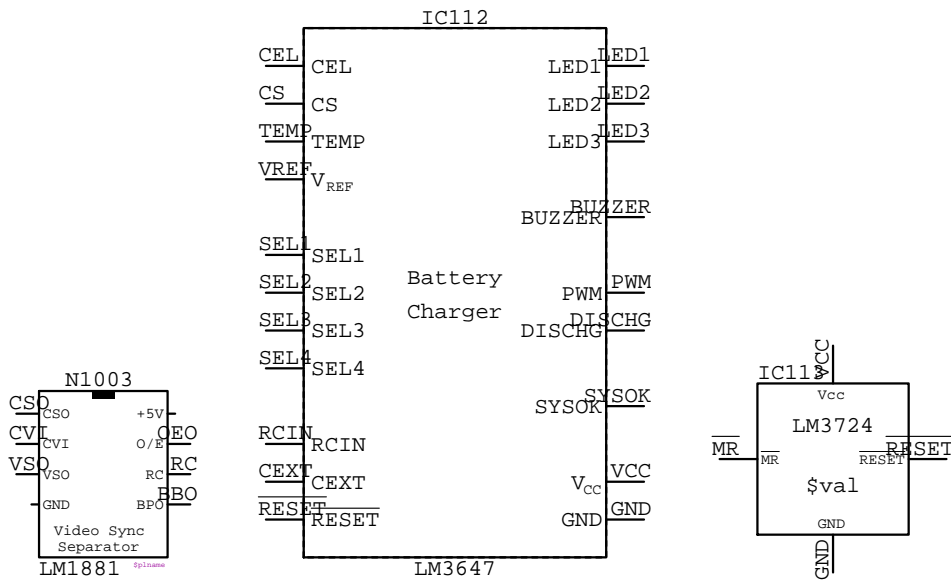 IC112
CEL
CEL
CS
CS
TEMP
TEMP
VREF
VREF
SEL1
SEL1
SEL2
SEL2
SEL3
SEL3
SEL4
SEL4
RCIN
RCIN
CEXT
CEXT
RESET
RESET
Battery
Charger
LED1
LED1
LED2
LED2
LED3
LED3
BUZZER
BUZZER
PWM
PWM
DISCHG
DISCHG
SYSOK
SYSOK
VCC
VCC
GND
GND
LM3647
N1003
CSO
CSO
+5V
CVI
CVI
O/E
OEO
VSO
VSO
RC
RC
GND
BPO
BBO
Video Sync
Separator
LM1881
$plname
IC113
VCC
Vcc
LM3724
MR
MR
RESET
RESET
$val
GND
GND